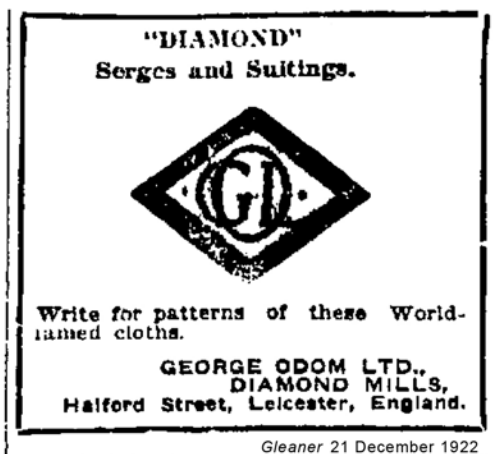 "DIAMOND"
Serges and Suitings.
GD
Write for patterns of these World-
famed cloths.
GEORGE ODOM LTD.,
DIAMOND MILLS,
Halford Street, Leicester, England.
Gleaner 21 December 1922